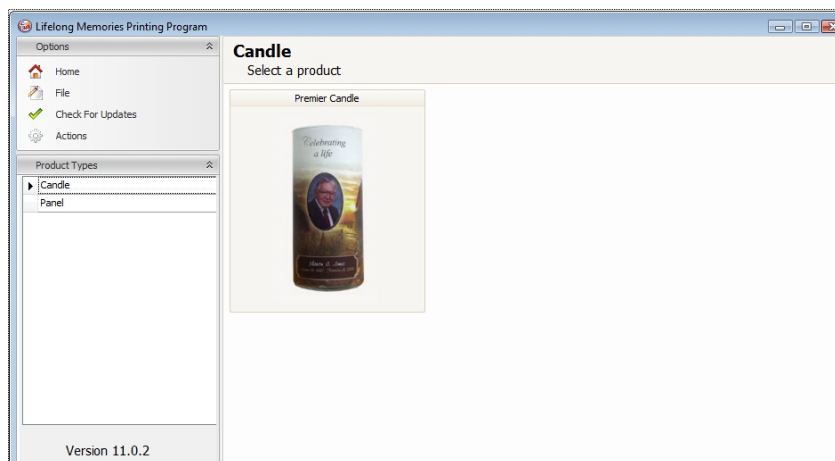 Lifelong Memories Printing Program
Options
Home
File
Check For Updates
Actions
Product Types
Candle
Panel
Version 11.0.2
Candle
Select a product
Premier Candle
Celebrating
a life